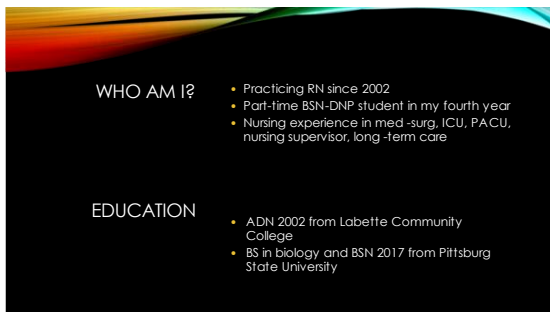 WHO AM I?
• Practicing RN since 2002
• Part-time BSN-DNP student in my fourth year
• Nursing experience in med -surg, ICU, PACU,
nursing supervisor, long -term care
EDUCATION
• ADN 2002 from Labette Community
College
• BS in biology and BSN 2017 from Pittsburg
State University